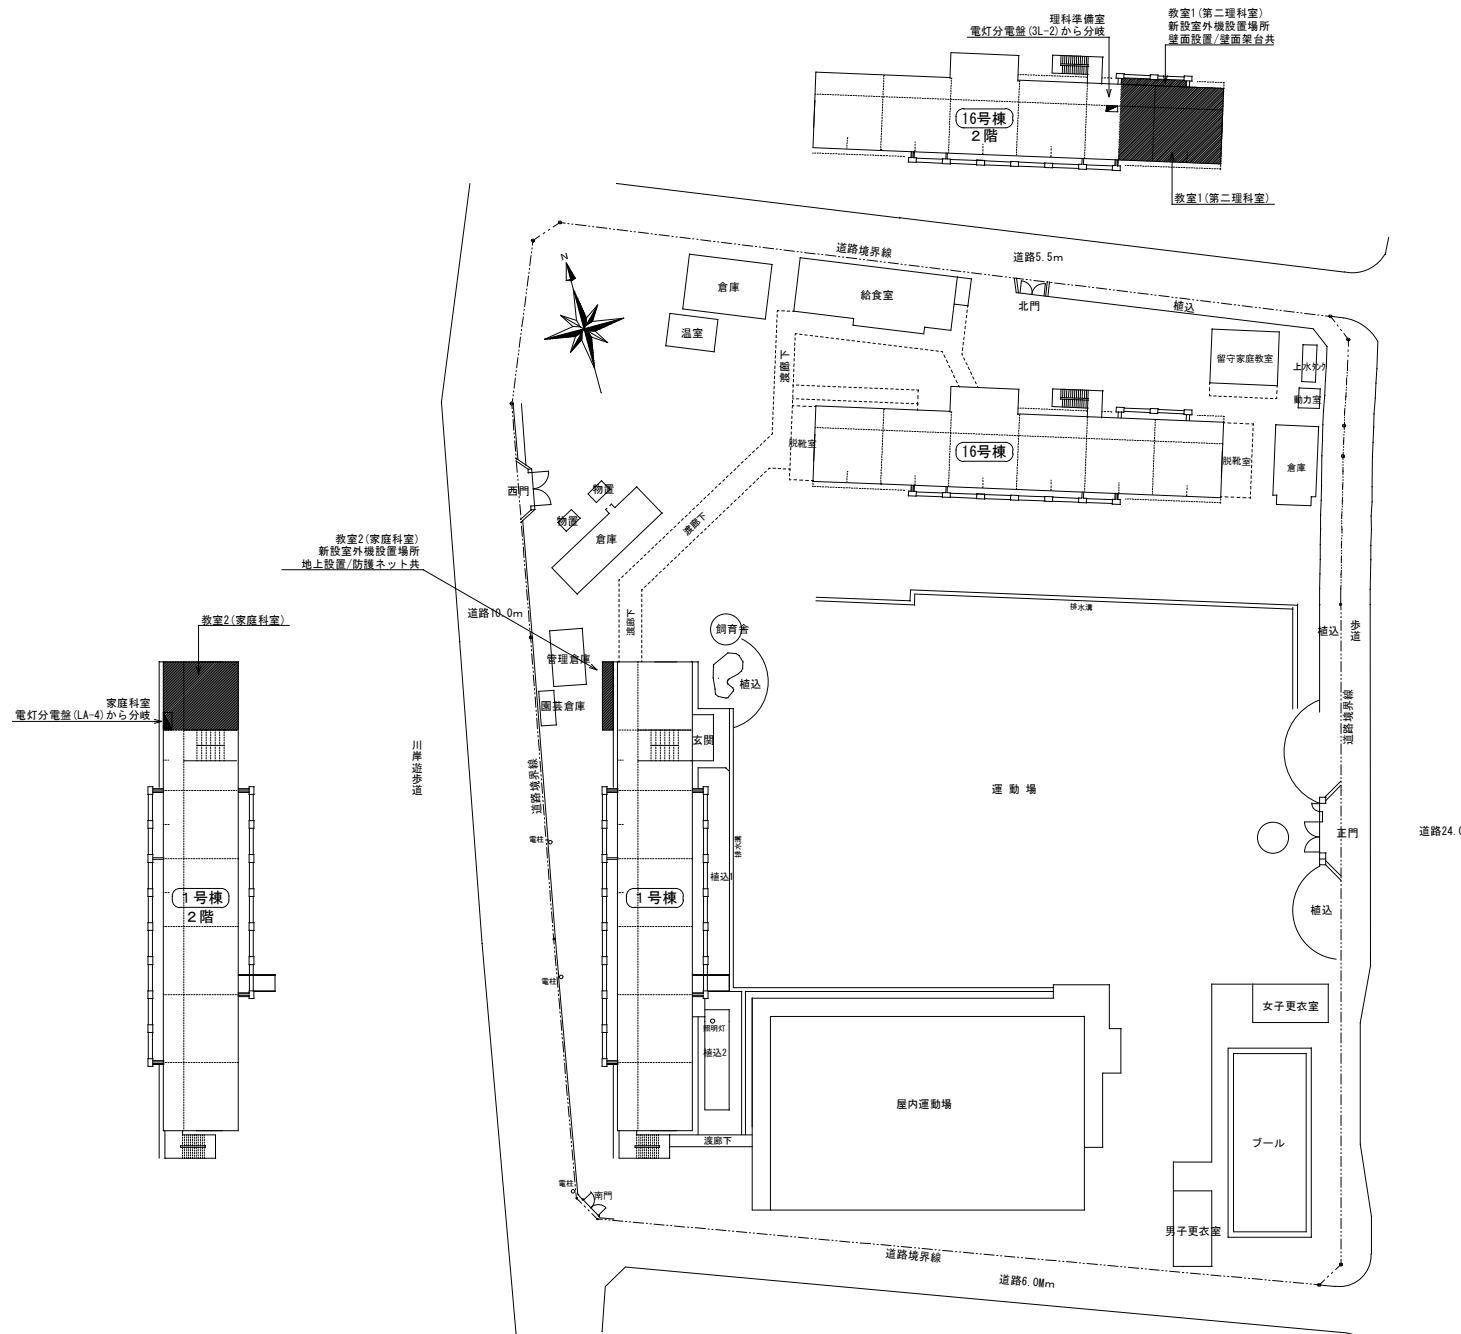 理科準備室
電灯分電盤(3L-2)から分岐
教室1(第二理科室)
新設室外機設置場所
壁面設置/壁面架台共
16号棟
２階
教室1(第二理科室)
道路境界線
道路5.5m
N
倉庫
給食室
北門
植込
温室
渡廊下
留守家庭教室
上水タンク
動力室
脱靴室
16号棟
脱靴室
倉庫
西門
物置
物置
倉庫
渡廊下
教室2(家庭科室)
新設室外機設置場所
地上設置/防護ネット共
道路10.0m
渡廊下
排水溝
教室2(家庭科室)
飼育舎
植込
歩道
管理倉庫
植込
家庭科室
電灯分電盤(LA-4)から分岐
園芸倉庫
玄関
道路境界線
川岸遊歩道
道路境界線
運動場
電柱
排水溝
正門
道路24.0
植込1
１号棟
２階
１号棟
植込
電柱
女子更衣室
照明灯
植込2
屋内運動場
プール
渡廊下
電柱
南門
男子更衣室
道路境界線
道路6.0Mm